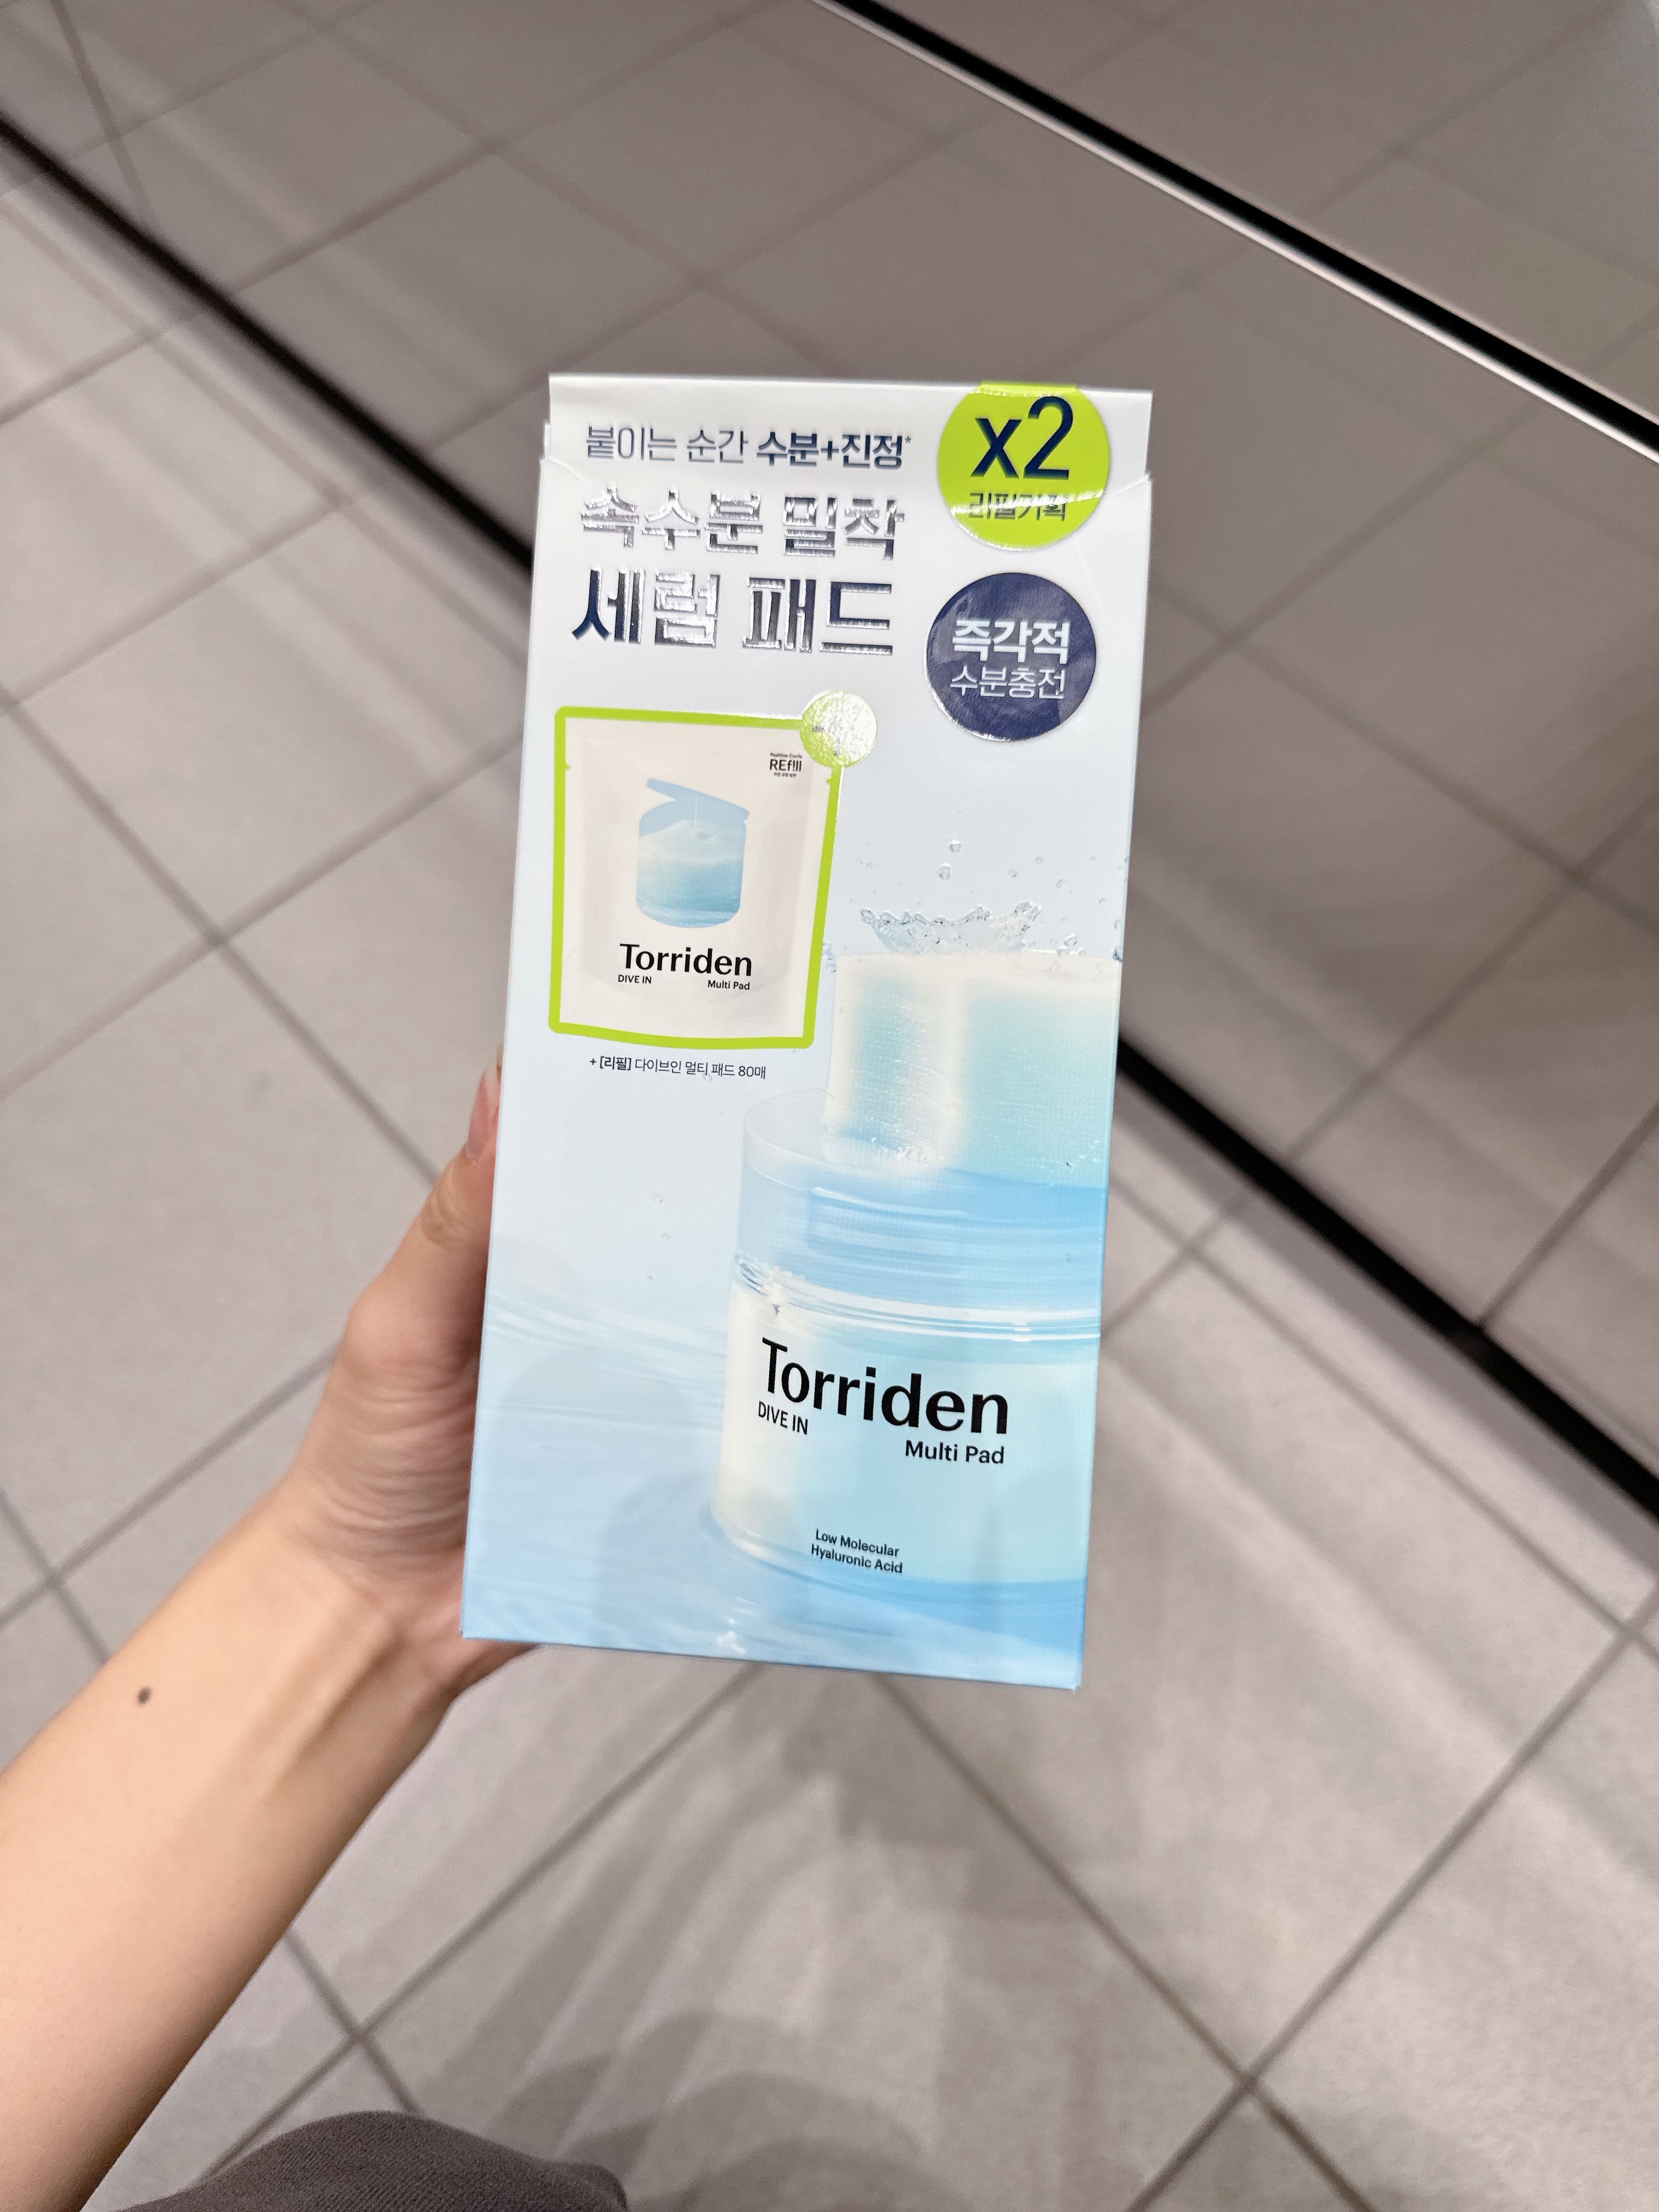 붙이는 순간 수분+진정*
속수분 밀착
세럼 패드
x2
리필기획
즉각적
수분충전
Positive Cycle
REfill
Torriden
DIVE IN
Multi Pad
+ [리필] 다이브인 멀티 패드 80매
Torriden
DIVE IN
Multi Pad
Low Molecular
Hyaluronic Acid